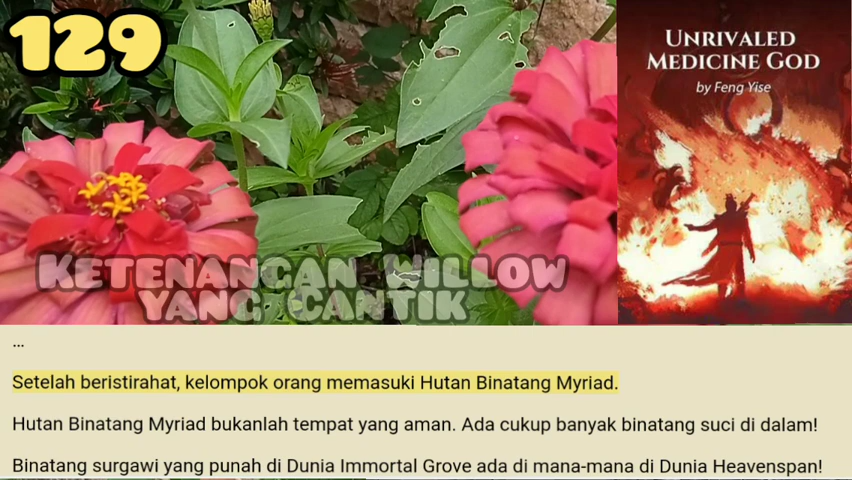 129
UNRIVALED
MEDICINE GOD
by Feng Yise
KETENANGAN WILLOW
YANG CANTIK
...
Setelah beristirahat, kelompok orang memasuki Hutan Binatang Myriad.
Hutan Binatang Myriad bukanlah tempat yang aman. Ada cukup banyak binatang suci di dalam!
Binatang surgawi yang punah di Dunia Immortal Grove ada di mana-mana di Dunia Heavenspan!